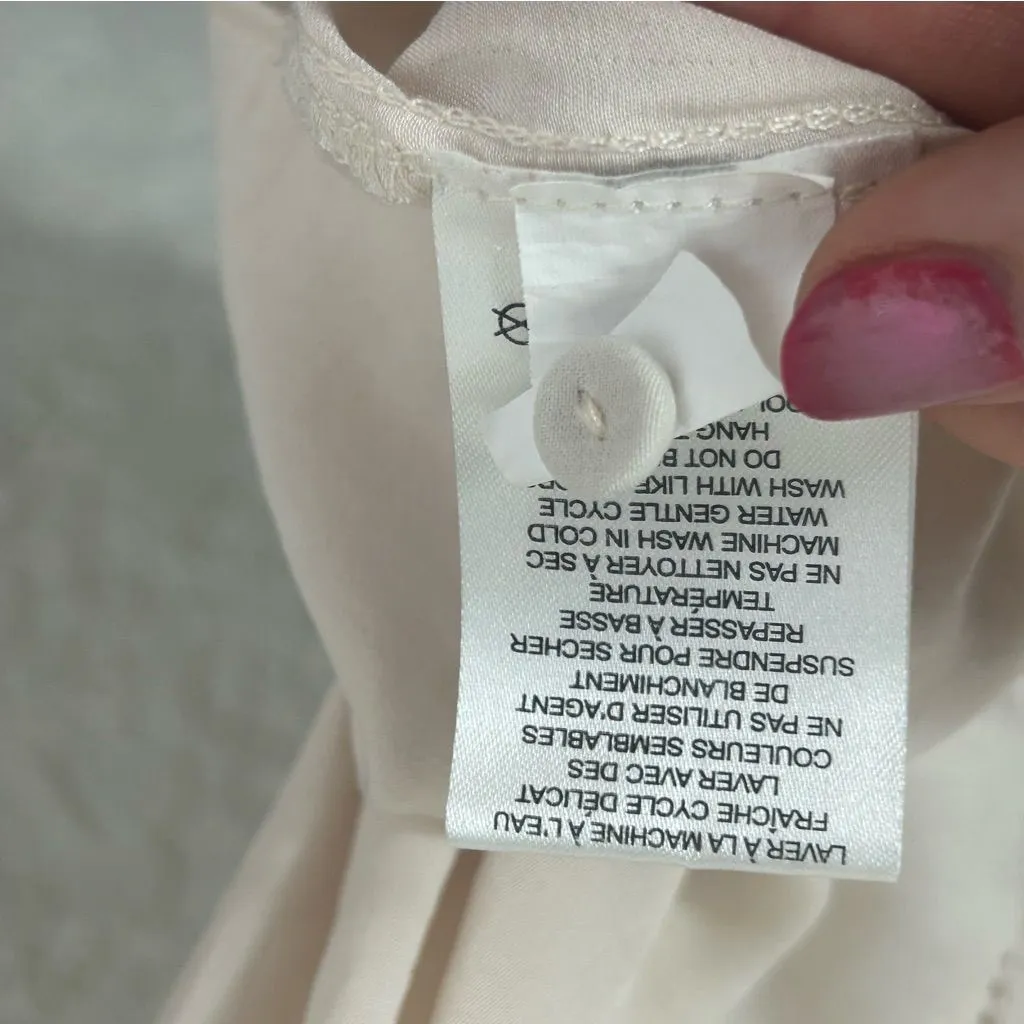 LAVER À LA MACHINE À L'EAU
FRAÎCHE CYCLE DÉLICAT
LAVER AVEC DES
COULEURS SEMBLABLES
NE PAS UTILISER D'AGENT
DE BLANCHIMENT
SUSPENDRE POUR SECHER
REPASSER À BASSE
TEMPÉRATURE
NE PAS NETTOYER À SEC
MACHINE WASH IN COLD
WATER GENTLE CYCLE
WASH WITH LIKE
DO NOT
HANG